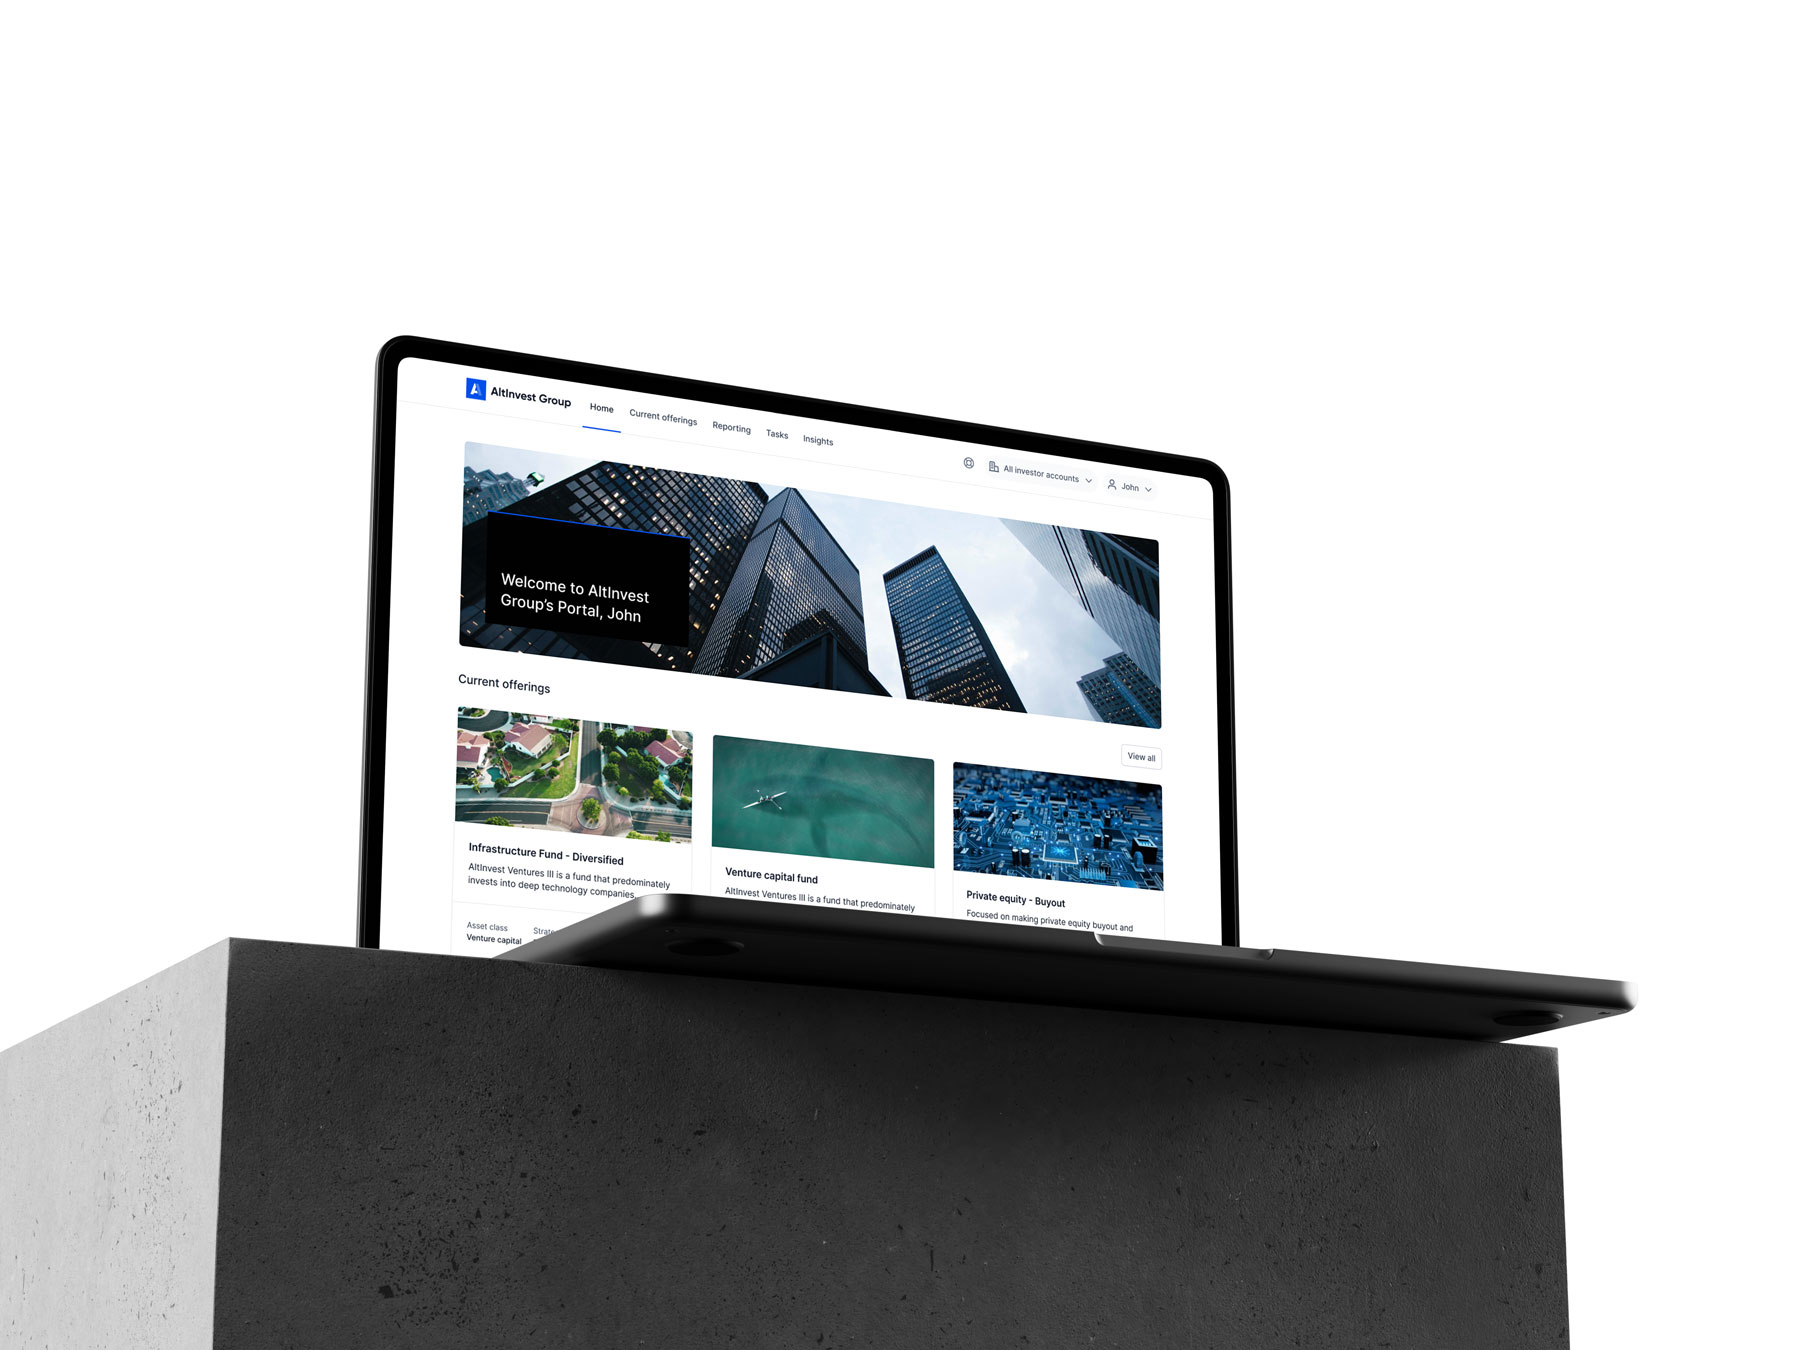 AltInvest Group
Home
Current offerings
Reporting
Tasks
Insights
All investor accounts
John
Welcome to AltInvest
Group's Portal, John
Current offerings
View all
Infrastructure Fund - Diversified
AltInvest Ventures III is a fund that predominately
invests into deep technology companies...
Asset class
Venture capital
Venture capital fund
AltInvest Ventures III is a fund that predominately
Private equity - Buyout
Focused on making private equity buyout and